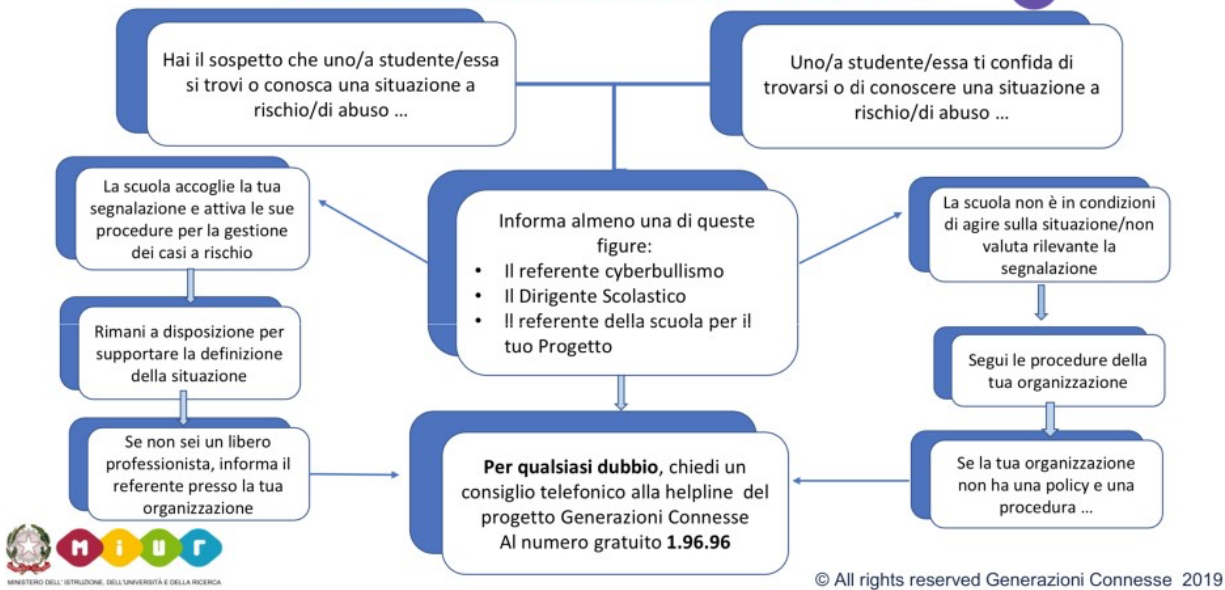 Hai il sospetto che uno/a studente/essa
si trovi o conosca una situazione a
rischio/di abuso ...
Uno/a studente/essa ti confida di
trovarsi o di conoscere una situazione a
rischio/di abuso ...
La scuola accoglie la tua
segnalazione e attiva le sue
procedure per la gestione
dei casi a rischio
Informa almeno una di queste
figure:
• Il referente cyberbullismo
• Il Dirigente Scolastico
• Il referente della scuola per il
tuo Progetto
La scuola non è in condizioni
di agire sulla situazione/non
valuta rilevante la
segnalazione
Rimani a disposizione per
supportare la definizione
della situazione
Segui le procedure della
tua organizzazione
Se non sei un libero
professionista, informa il
referente presso la tua
organizzazione
Per qualsiasi dubbio, chiedi un
consiglio telefonico alla helpline del
progetto Generazioni Connesse
Al numero gratuito 1.96.96
Se la tua organizzazione
non ha una policy e una
procedura ...
MiUr
MINISTERO DELL' ISTRUZIONE, DELL'UNIVERSITÀ E DELLA RICERCA
© All rights reserved Generazioni Connesse 2019